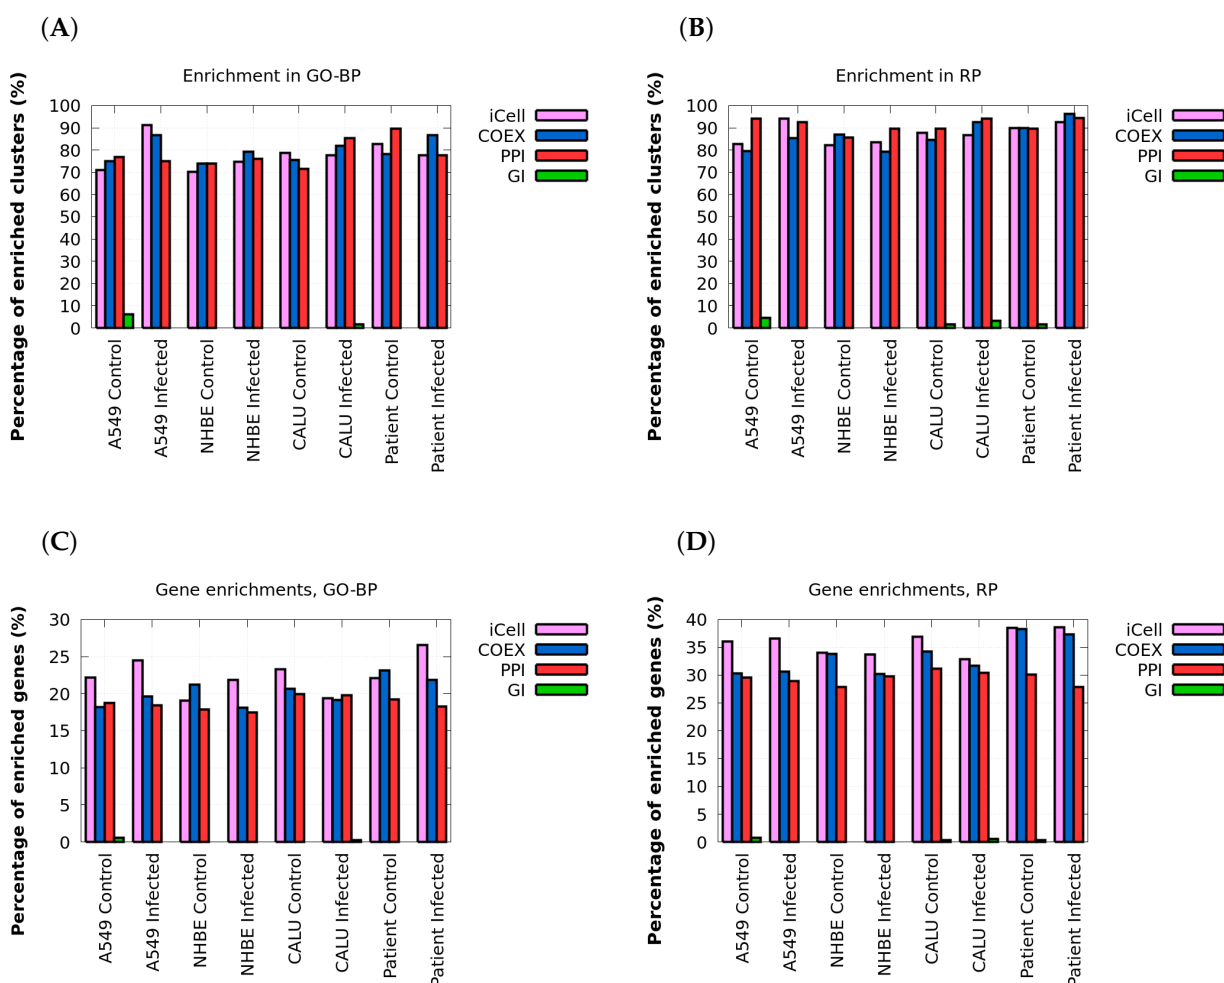 (A)
Enrichment in GO-BP
Percentage of enriched clusters (%)
100
90
80
70
60
50
40
30
20
10
0
iCell
COEX
PPI
GI
A549 Control
A549 Infected
NHBE Control
NHBE Infected
CALU Control
CALU Infected
Patient Control
Patient Infected
(B)
Enrichment in RP
Percentage of enriched clusters (%)
100
90
80
70
60
50
40
30
20
10
0
iCell
COEX
PPI
GI
A549 Control
A549 Infected
NHBE Control
NHBE Infected
CALU Control
CALU Infected
Patient Control
Patient Infected
(C)
Gene enrichments, GO-BP
Percentage of enriched genes (%)
30
25
20
15
10
5
0
iCell
COEX
PPI
GI
A549 Control
A549 Infected
NHBE Control
NHBE Infected
CALU Control
CALU Infected
Patient Control
Patient Infected
(D)
Gene enrichments, RP
Percentage of enriched genes (%)
40
35
30
25
20
15
10
5
0
iCell
COEX
PPI
GI
A549 Control
A549 Infected
NHBE Control
NHBE Infected
CALU Control
CALU Infected
Patient Control
Patient Infected